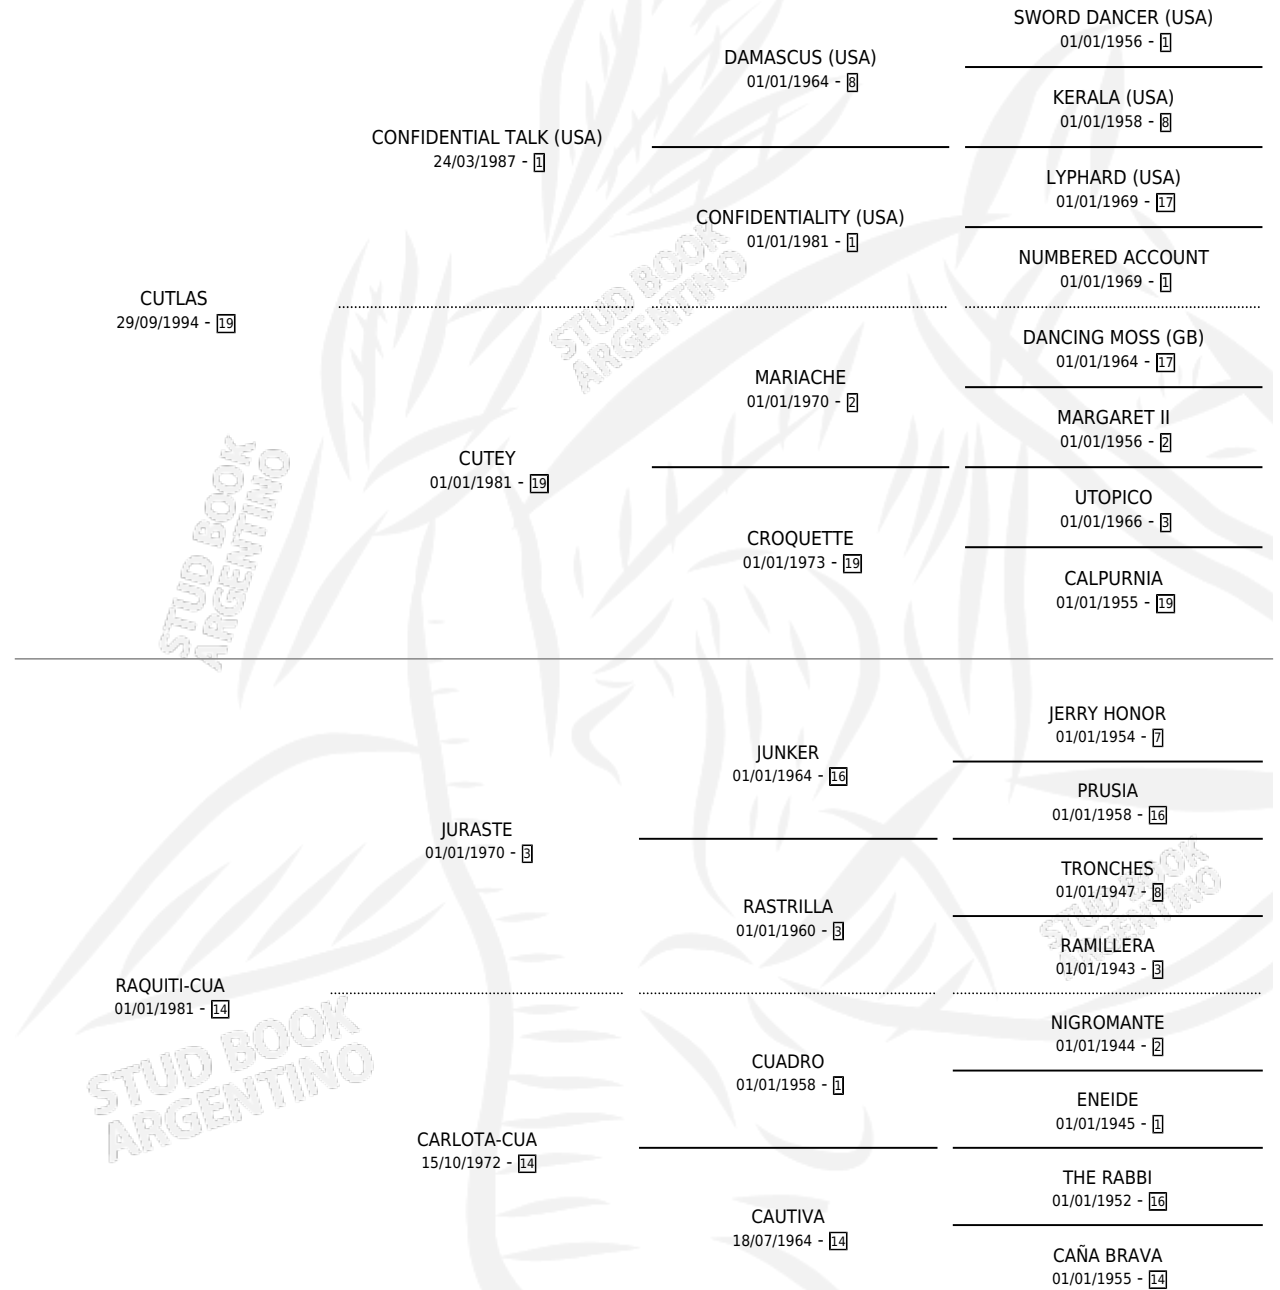 SWORD DANCER (USA)
01/01/1956 - 1
DAMASCUS (USA)
01/01/1964 - 8
KERALA (USA)
01/01/1958 - 8
CONFIDENTIAL TALK (USA)
24/03/1987 - 1
LYPHARD (USA)
01/01/1969 - 17
CONFIDENTIALITY (USA)
01/01/1981 - 1
NUMBERED ACCOUNT
01/01/1969 - 1
CUTLAS
29/09/1994 - 19
DANCING MOSS (GB)
01/01/1964 - 17
MARIACHE
01/01/1970 - 2
MARGARET II
01/01/1956 - 2
CUTEY
01/01/1981 - 19
UTOPICO
01/01/1966 - 3
CROQUETTE
01/01/1973 - 19
CALPURNIA
01/01/1955 - 19
STUD BOOK
ARGENTINO
STUD BOOK
ARGENTINO
JERRY HONOR
01/01/1954 - 7
JUNKER
01/01/1964 - 16
PRUSIA
01/01/1958 - 16
JURASTE
01/01/1970 - 3
TRONCHES
01/01/1947 - 8
RASTRILLA
01/01/1960 - 3
RAMILLERA
01/01/1943 - 3
RAQUITI-CUA
01/01/1981 - 14
NIGROMANTE
01/01/1944 - 2
CUADRO
01/01/1958 - 1
ENEIDE
01/01/1945 - 1
CARLOTA-CUA
15/10/1972 - 14
THE RABBI
01/01/1952 - 16
CAUTIVA
18/07/1964 - 14
CAÑA BRAVA
01/01/1955 - 14
STUD BOOK
ARGENTINO
STUD BOOK
ARGENTINO